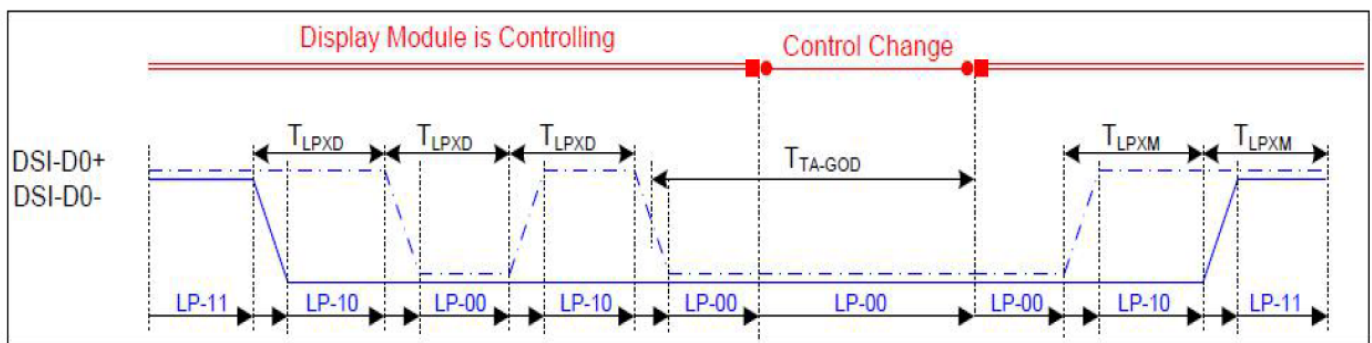 Display Module is Controlling Control Change
TLPXD TLPXD TLPXD TLPXM TLPXM
DSI-D0+
TTA-GOD
DSI-D0-
LP-11 LP-10 LP-00 LP-10 LP-00 LP-00 LP-00 LP-10 LP-11